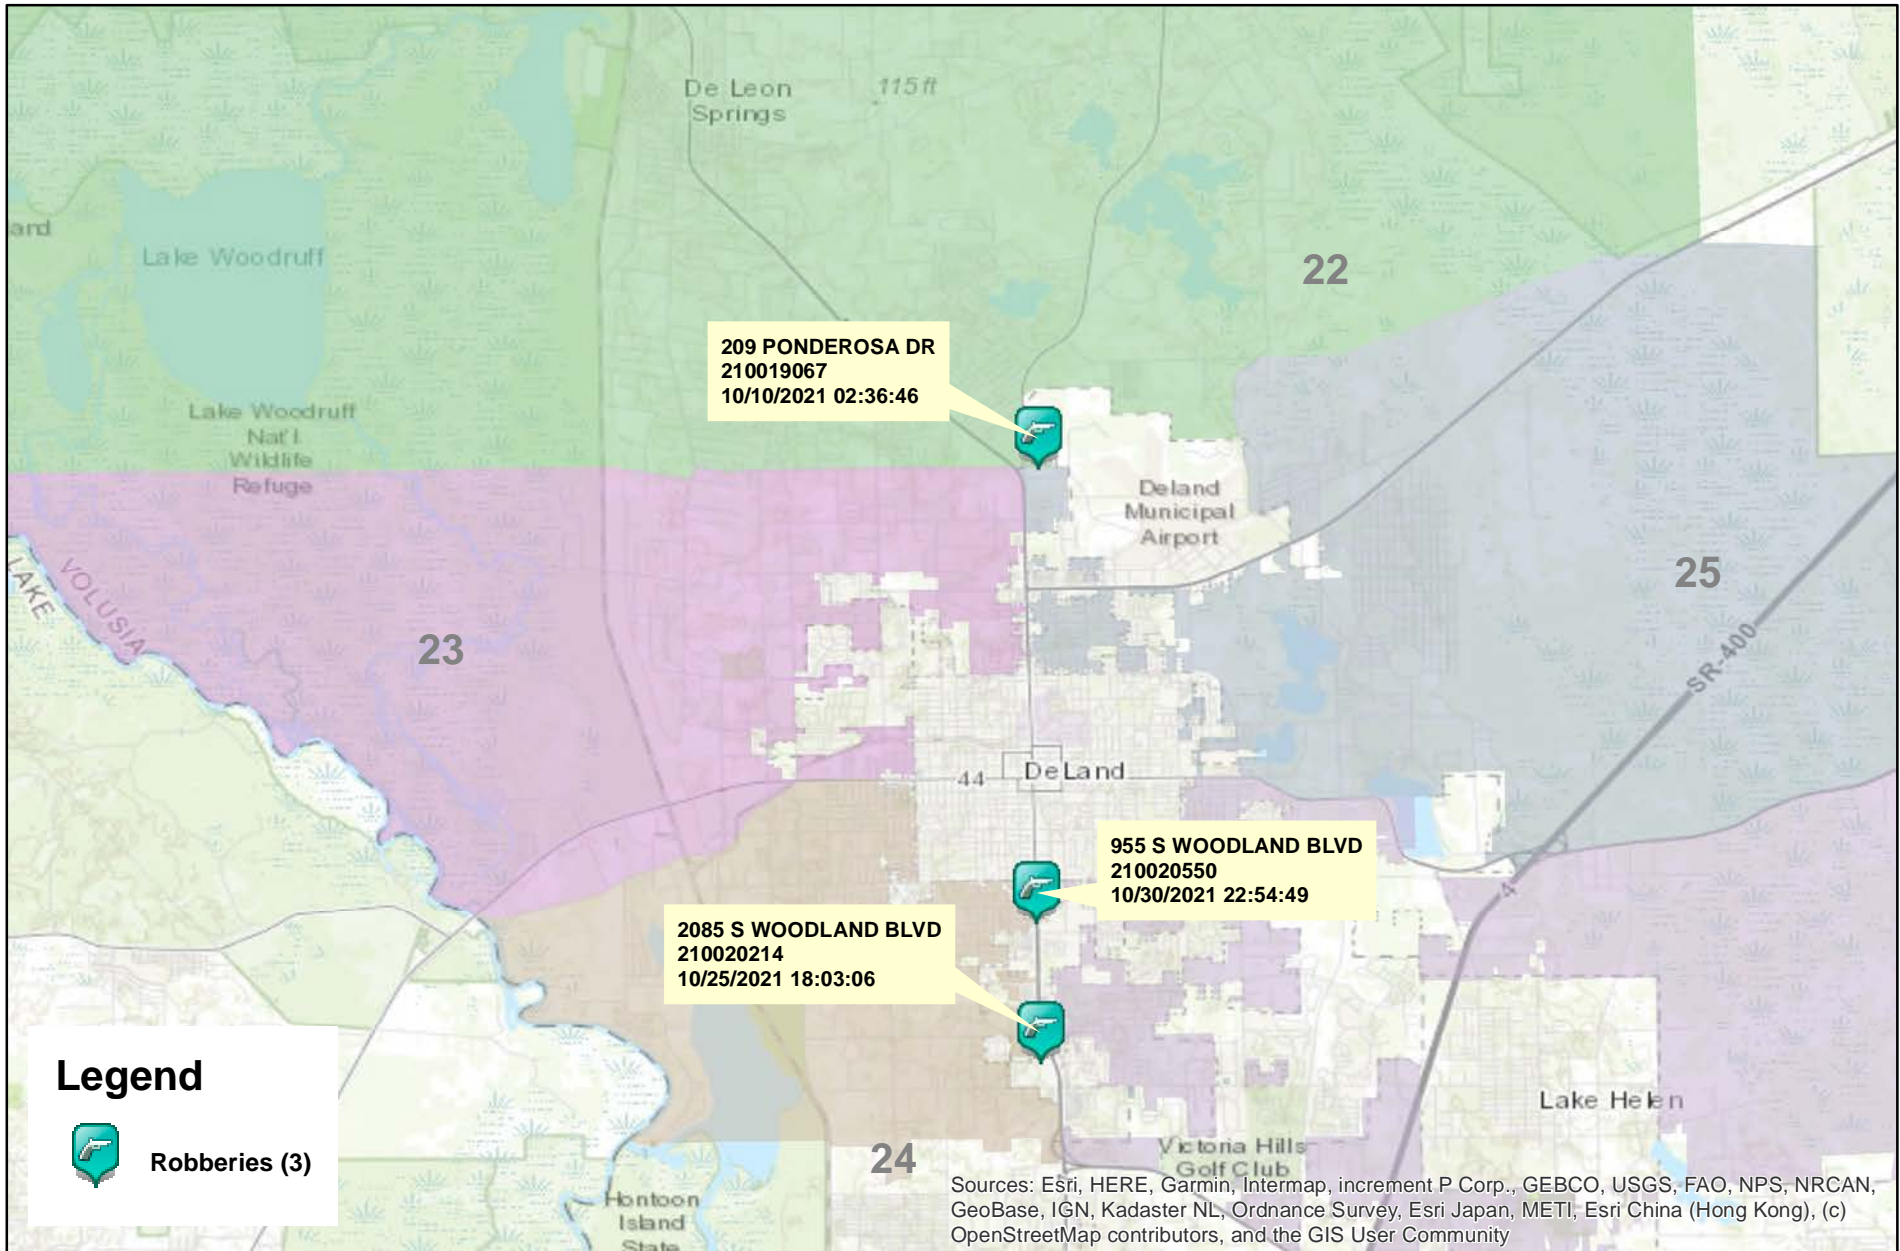 De Leon
Springs
115 ft
ard
Lake Woodruff
22
209 PONDEROSA DR
210019067
10/10/2021 02:36:46
Lake Woodruff
Nat'l
Wildlife
Refuge
Deland
Municipal
Airport
25
LAKE
VOLUSIA
23
SR-400
44
DeLand
955 S WOODLAND BLVD
210020550
10/30/2021 22:54:49
2085 S WOODLAND BLVD
210020214
10/25/2021 18:03:06
4
Legend
Robberies (3)
Lake Helen
24
Victoria Hills
Golf Club
Hontoon
Island
State
Sources: Esri, HERE, Garmin, Intermap, increment P Corp., GEBCO, USGS, FAO, NPS, NRCAN,
GeoBase, IGN, Kadaster NL, Ordnance Survey, Esri Japan, METI, Esri China (Hong Kong), (c)
OpenStreetMap contributors, and the GIS User Community